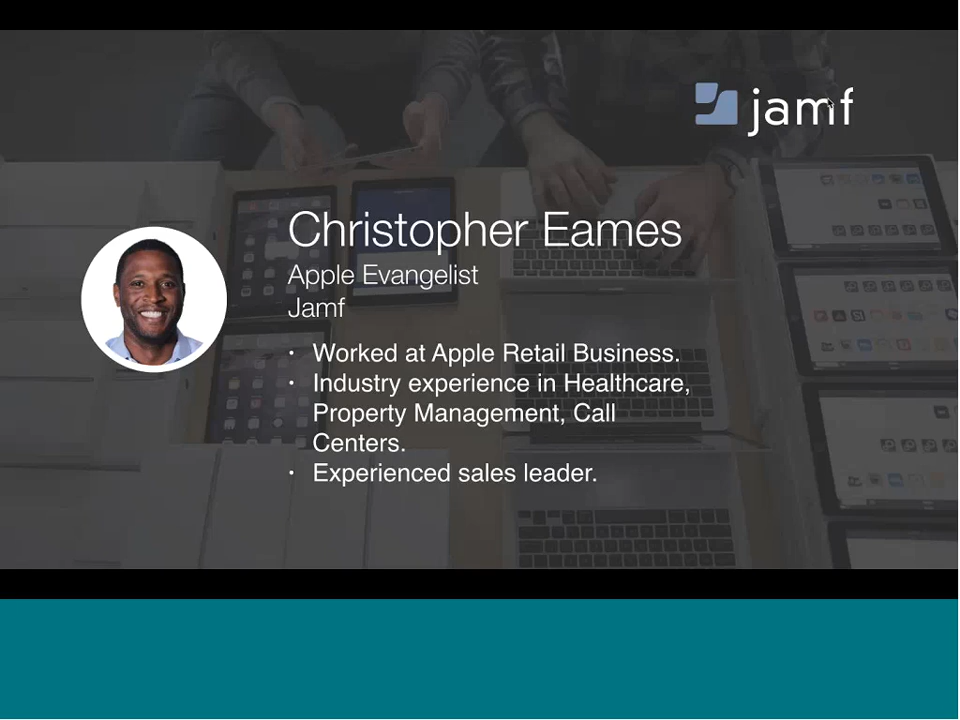 jamf
Christopher Eames
Apple Evangelist
Jamf
• Worked at Apple Retail Business.
• Industry experience in Healthcare,
Property Management, Call
Centers.
• Experienced sales leader.